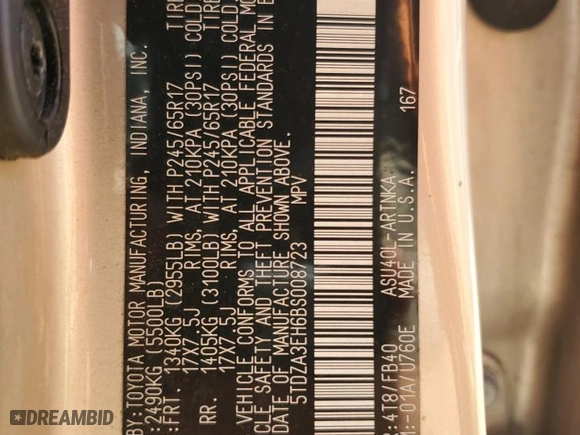 BY:TOYOTA MOTOR MANUFACTURING, INDIANA, INC.
:2490KG (5500LB)
:FRT. 1340KG (2955LB) WITH P245/65R17 TIRE
17X7.5J RIMS, AT 210KPA (30PSI) COLD
RR. 1405KG (3100LB) WITH P245/65R17 TIRE
17X7.5J RIMS, AT 210KPA (30PSI) COLD
VEHICLE CONFORMS TO ALL APPLICABLE FEDERAL MO
CLE SAFETY AND THEFT PREVENTION STANDARDS IN E
DATE OF MANUFACTURE SHOWN ABOVE.
5TDZA3EH6BS008723 MPV
R:4T8/FB40 ASU40L-ARTNKA 167
:-01A/U760E MADE IN U.S.A.
DREAMBID